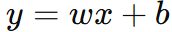 y = wx + b